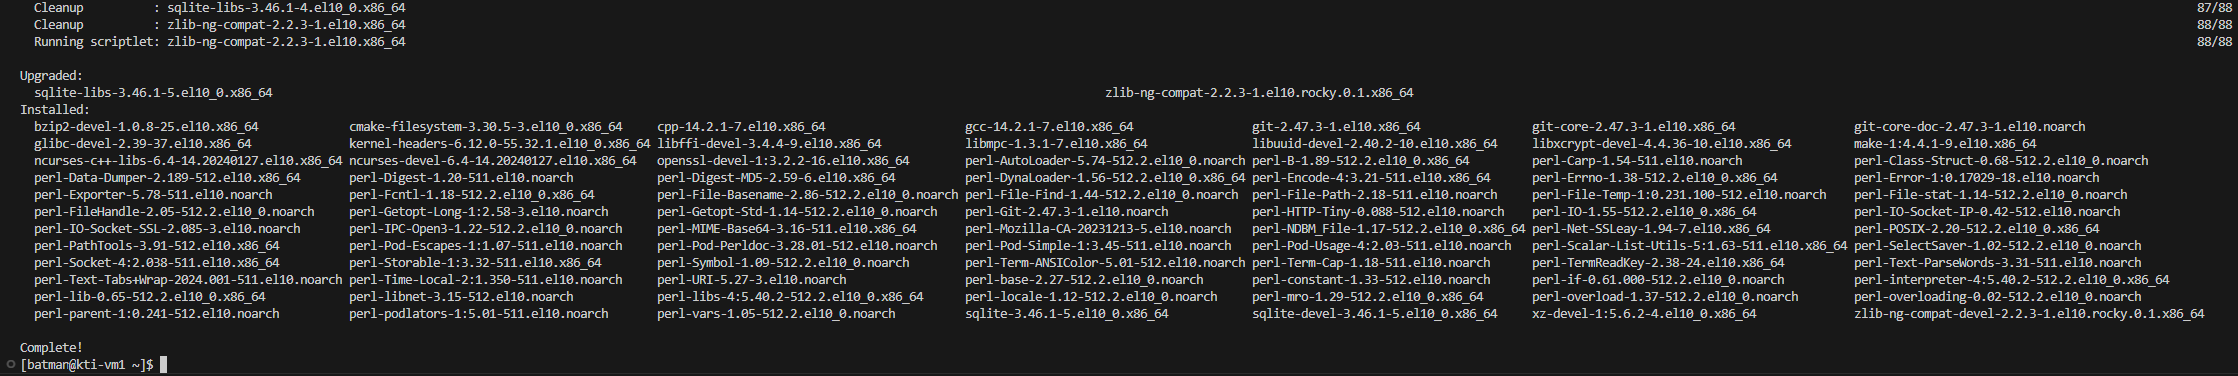 Cleanup : sqlite-libs-3.46.1-4.el10_0.x86_64 87/88
Cleanup : zlib-ng-compat-2.2.3-1.el10.x86_64 88/88
Running scriptlet: zlib-ng-compat-2.2.3-1.el10.x86_64 88/88
Upgraded:
sqlite-libs-3.46.1-5.el10_0.x86_64 zlib-ng-compat-2.2.3-1.el10.rocky.0.1.x86_64
Installed:
bzip2-devel-1.0.8-25.el10.x86_64 cmake-filesystem-3.30.5-3.el10_0.x86_64 cpp-14.2.1-7.el10.x86_64 gcc-14.2.1-7.el10.x86_64 git-2.47.3-1.el10.x86_64 git-core-2.47.3-1.el10.x86_64 git-core-doc-2.47.3-1.el10.noarch
glibc-devel-2.39-37.el10.x86_64 kernel-headers-6.12.0-55.32.1.el10_0.x86_64 libffi-devel-3.4.4-9.el10.x86_64 libmpc-1.3.1-7.el10.x86_64 libuuid-devel-2.40.2-10.el10.x86_64 libxcrypt-devel-4.4.36-10.el10.x86_64 make-1:4.4.1-9.el10.x86_64
ncurses-c++-libs-6.4-14.20240127.el10.x86_64 ncurses-devel-6.4-14.20240127.el10.x86_64 openssl-devel-1:3.2.2-16.el10.x86_64 perl-AutoLoader-5.74-512.2.el10_0.noarch perl-B-1.89-512.2.el10_0.x86_64 perl-Carp-1.54-511.el10.noarch perl-Class-Struct-0.68-512.2.el10_0.noarch
perl-Data-Dumper-2.189-512.el10.x86_64 perl-Digest-1.20-511.el10.noarch perl-Digest-MD5-2.59-6.el10.x86_64 perl-DynaLoader-1.56-512.2.el10_0.x86_64 perl-Encode-4:3.21-511.el10.x86_64 perl-Errno-1.38-512.2.el10_0.x86_64 perl-Error-1:0.17029-18.el10.noarch
perl-Exporter-5.78-511.el10.noarch perl-Fcntl-1.18-512.2.el10_0.x86_64 perl-File-Basename-2.86-512.2.el10_0.noarch perl-File-Find-1.44-512.2.el10_0.noarch perl-File-Path-2.18-511.el10.noarch perl-File-Temp-1:0.231.100-512.el10.noarch perl-File-stat-1.14-512.2.el10_0.noarch
perl-FileHandle-2.05-512.2.el10_0.noarch perl-Getopt-Long-1:2.58-3.el10.noarch perl-Getopt-Std-1.14-512.2.el10_0.noarch perl-Git-2.47.3-1.el10.noarch perl-HTTP-Tiny-0.088-512.el10.noarch perl-IO-1.55-512.2.el10_0.x86_64 perl-IO-Socket-IP-0.42-512.el10.noarch
perl-IO-Socket-SSL-2.085-3.el10.noarch perl-IPC-Open3-1.22-512.2.el10_0.noarch perl-MIME-Base64-3.16-511.el10.x86_64 perl-Mozilla-CA-20231213-5.el10.noarch perl-NDBM_File-1.17-512.2.el10_0.x86_64 perl-Net-SSLeay-1.94-7.el10.x86_64 perl-POSIX-2.20-512.2.el10_0.x86_64
perl-PathTools-3.91-512.el10.x86_64 perl-Pod-Escapes-1:1.07-511.el10.noarch perl-Pod-Perldoc-3.28.01-512.el10.noarch perl-Pod-Simple-1:3.45-511.el10.noarch perl-Pod-Usage-4:2.03-511.el10.noarch perl-Scalar-List-Utils-5:1.63-511.el10.x86_64 perl-SelectSaver-1.02-512.2.el10_0.noarch
perl-Socket-4:2.038-511.el10.x86_64 perl-Storable-1:3.32-511.el10.x86_64 perl-Symbol-1.09-512.2.el10_0.noarch perl-Term-ANSIColor-5.01-512.el10.noarch perl-Term-Cap-1.18-511.el10.noarch perl-TermReadKey-2.38-24.el10.x86_64 perl-Text-ParseWords-3.31-511.el10.noarch
perl-Text-Tabs+Wrap-2024.001-511.el10.noarch perl-Time-Local-2:1.350-511.el10.noarch perl-URI-5.27-3.el10.noarch perl-base-2.27-512.2.el10_0.noarch perl-constant-1.33-512.el10.noarch perl-if-0.61.000-512.2.el10_0.noarch perl-interpreter-4:5.40.2-512.2.el10_0.x86_64
perl-lib-0.65-512.2.el10_0.x86_64 perl-libnet-3.15-512.el10.noarch perl-libs-4:5.40.2-512.2.el10_0.x86_64 perl-locale-1.12-512.2.el10_0.noarch perl-mro-1.29-512.2.el10_0.x86_64 perl-overload-1.37-512.2.el10_0.noarch perl-overloading-0.02-512.2.el10_0.noarch
perl-parent-1:0.241-512.el10.noarch perl-podlators-1:5.01-511.el10.noarch perl-vars-1.05-512.2.el10_0.noarch sqlite-3.46.1-5.el10_0.x86_64 sqlite-devel-3.46.1-5.el10_0.x86_64 xz-devel-1:5.6.2-4.el10_0.x86_64 zlib-ng-compat-devel-2.2.3-1.el10.rocky.0.1.x86_64
Complete!
[batman@kti-vm1 ~]$